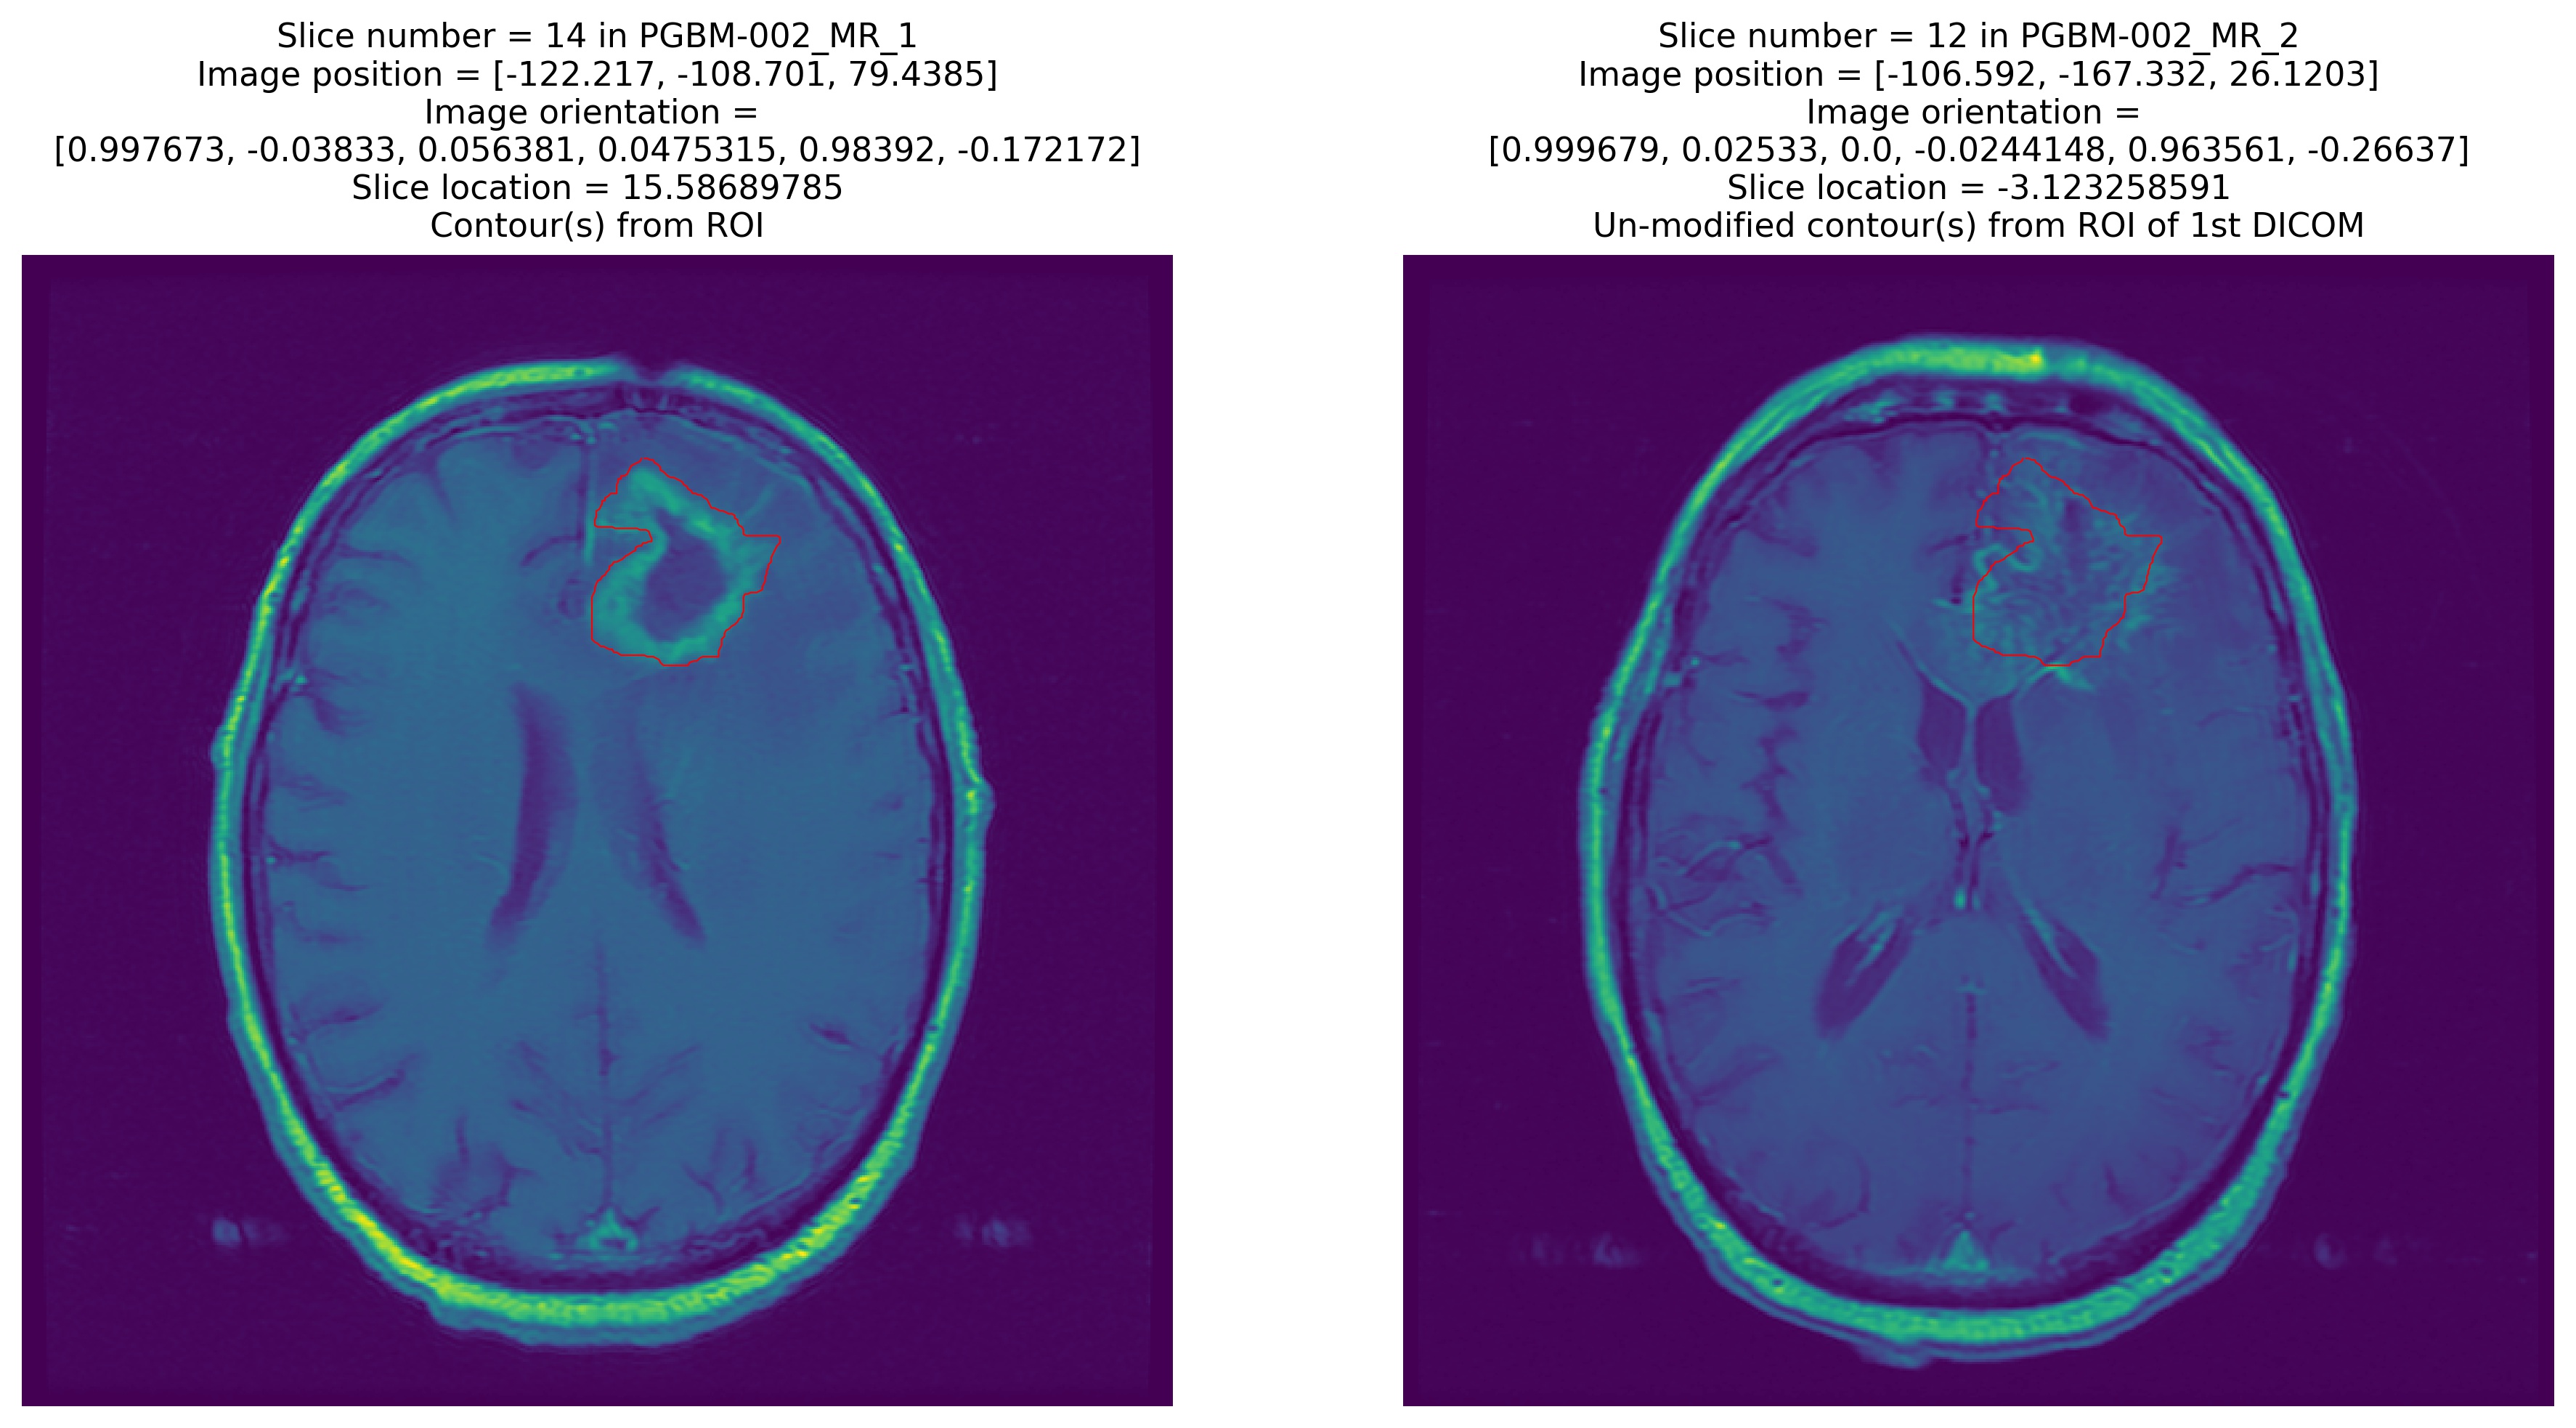 Slice number = 14 in PGBM-002_MR_1
Image position = [-122.217, -108.701, 79.4385]
Image orientation =
[0.997673, -0.03833, 0.056381, 0.0475315, 0.98392, -0.172172]
Slice location = 15.58689785
Contour(s) from ROI
Slice number = 12 in PGBM-002_MR_2
Image position = [-106.592, -167.332, 26.1203]
Image orientation =
[0.999679, 0.02533, 0.0, -0.0244148, 0.963561, -0.26637]
Slice location = -3.123258591
Un-modified contour(s) from ROI of 1st DICOM